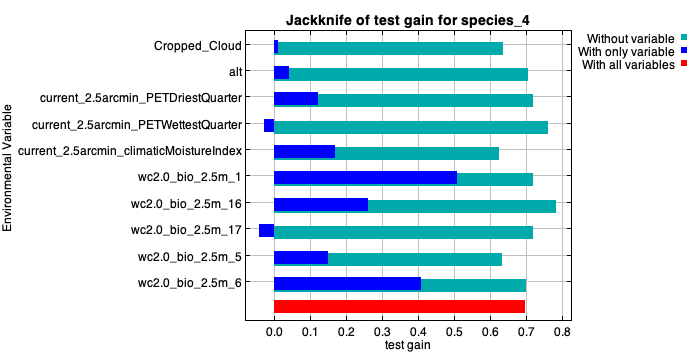 Jackknife of test gain for species_4
Without variable
With only variable
With all variables
Environmental Variable
Cropped_Cloud
alt
current_2.5arcmin_PETDriestQuarter
current_2.5arcmin_PETWettestQuarter
current_2.5arcmin_climaticMoistureIndex
wc2.0_bio_2.5m_1
wc2.0_bio_2.5m_16
wc2.0_bio_2.5m_17
wc2.0_bio_2.5m_5
wc2.0_bio_2.5m_6
0.0 0.1 0.2 0.3 0.4 0.5 0.6 0.7 0.8
test gain